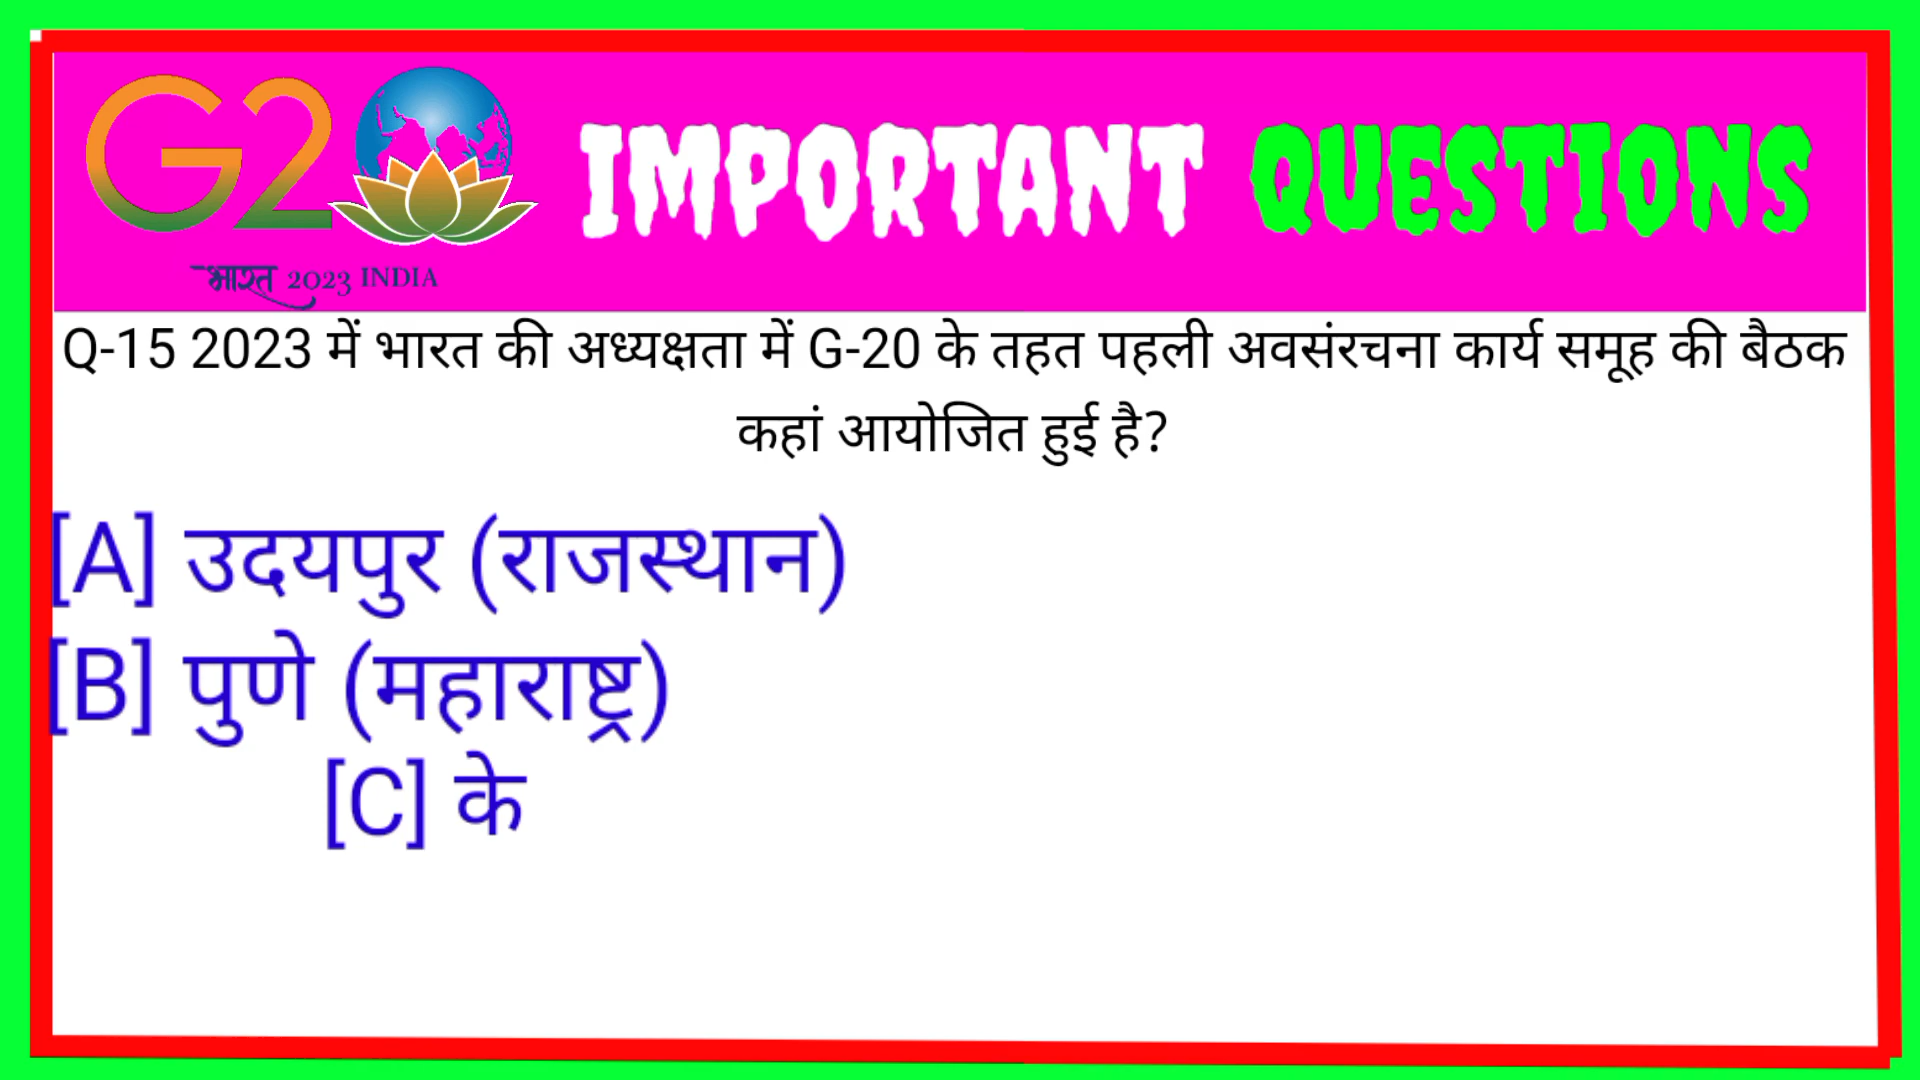 G20 IMPORTANT QUESTIONS
भारत 2023 INDIA
Q-15 2023 में भारत की अध्यक्षता में G-20 के तहत पहली अवसंरचना कार्य समूह की बैठक
कहां आयोजित हुई है?
[A] उदयपुर (राजस्थान)
[B] पुणे (महाराष्ट्र)
[C] के